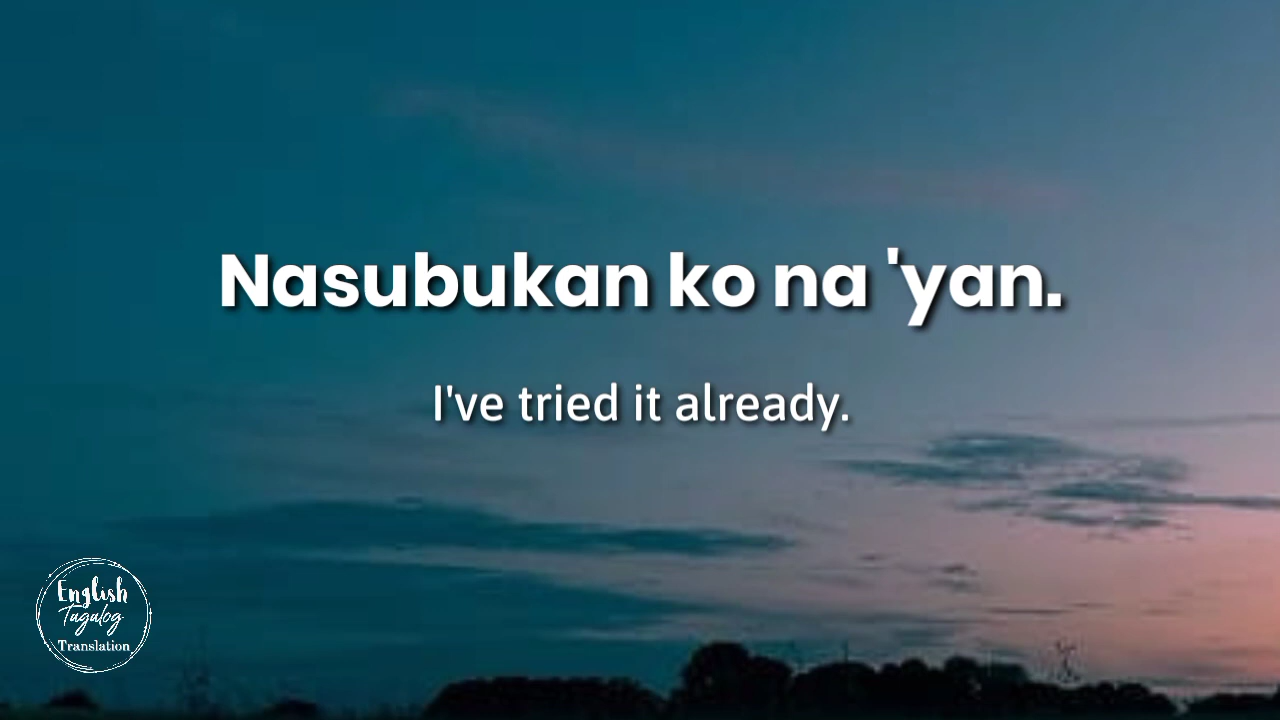 Nasubukan ko na 'yan.
I've tried it already.
English
Tagalog
Translation